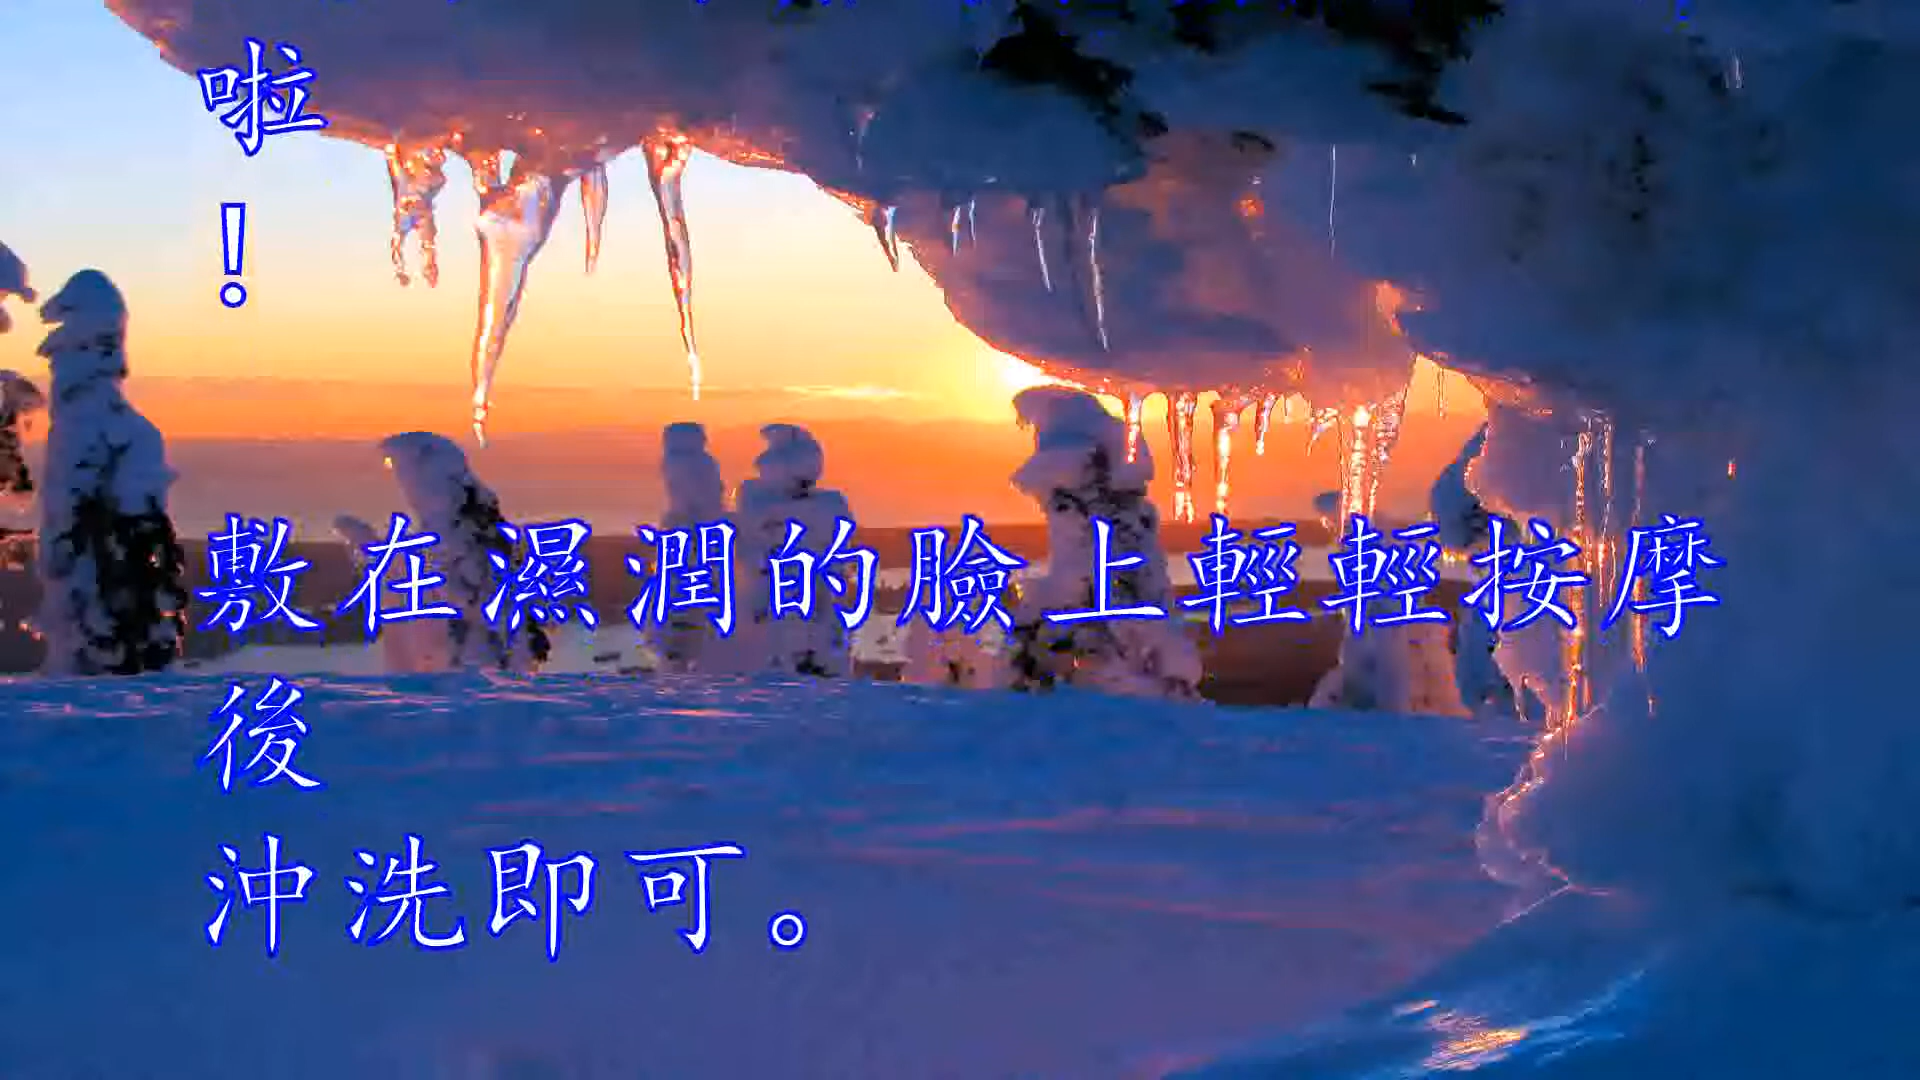 啦
！
敷在濕潤的臉上輕輕按摩
後
沖洗即可。